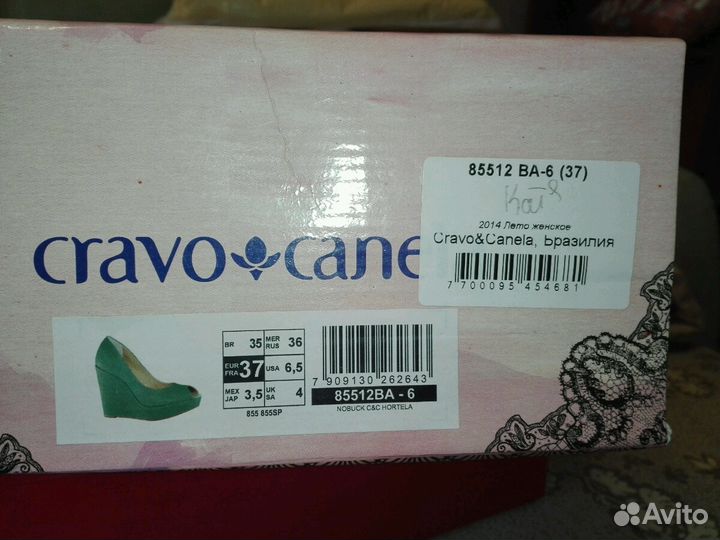 85512 BA-6 (37)
Катя
2014 Лето женское
Cravo&Canela, Бразилия
7 700095 454681
cravo cane
BR 35 MER RUS 36
EUR FRA 37 USA 6,5
MEX JAP 3,5 UK SA 4
855 855SP
7 909130 262643
85512BA - 6
NOBUCK C&C HORTELA
Avito